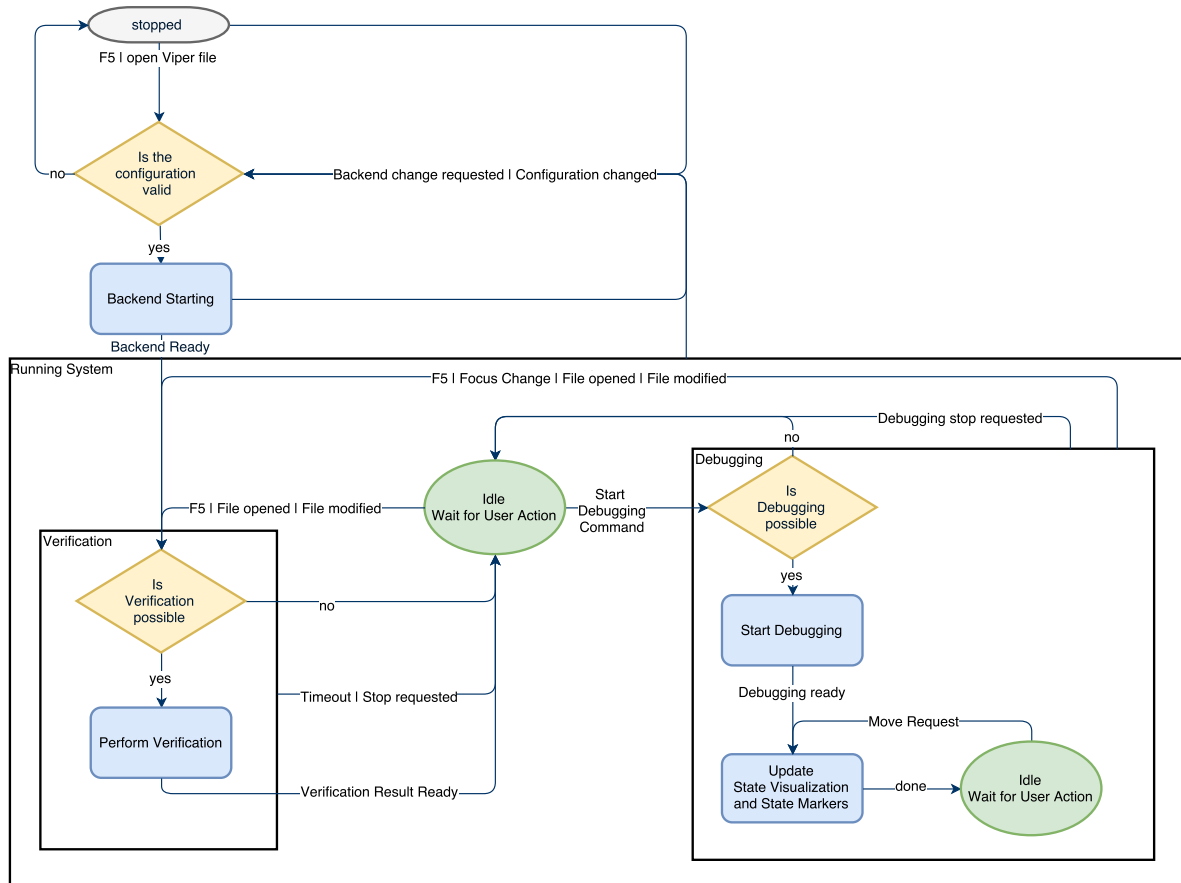 stopped
F5 | open Viper file
Is the
configuration
valid
no
Backend change requested | Configuration changed
yes
Backend Starting
Backend Ready
Running System
F5 | Focus Change | File opened | File modified
Debugging stop requested
no
Debugging
Idle
Wait for User Action
Start
Debugging
Command
Is
Debugging
possible
F5 | File opened | File modified
Verification
Is
Verification
possible
no
yes
Start Debugging
yes
Timeout | Stop requested
Debugging ready
Move Request
Perform Verification
Update
State Visualization
and State Markers
done
Idle
Wait for User Action
Verification Result Ready